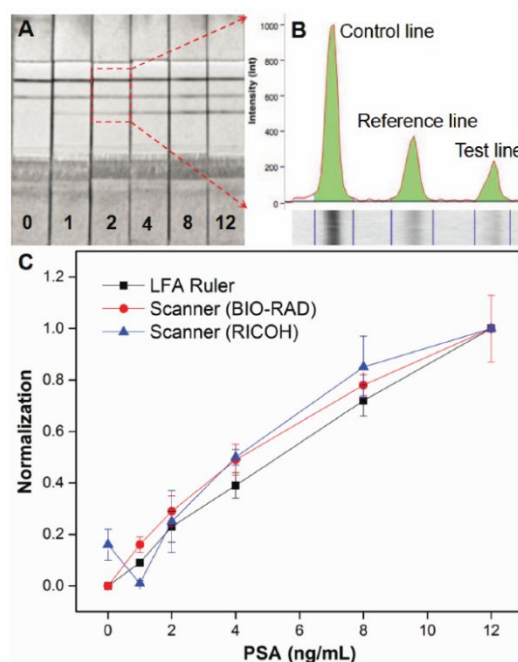 A
0 1 2 4 8 12
B
Intensity (Int)
1000
800
600
400
200
0
Control line
Reference line
Test line
C
Normalization
1.2
1.0
0.8
0.6
0.4
0.2
0.0
LFA Ruler
Scanner (BIO-RAD)
Scanner (RICOH)
0 2 4 6 8 10 12
PSA (ng/mL)